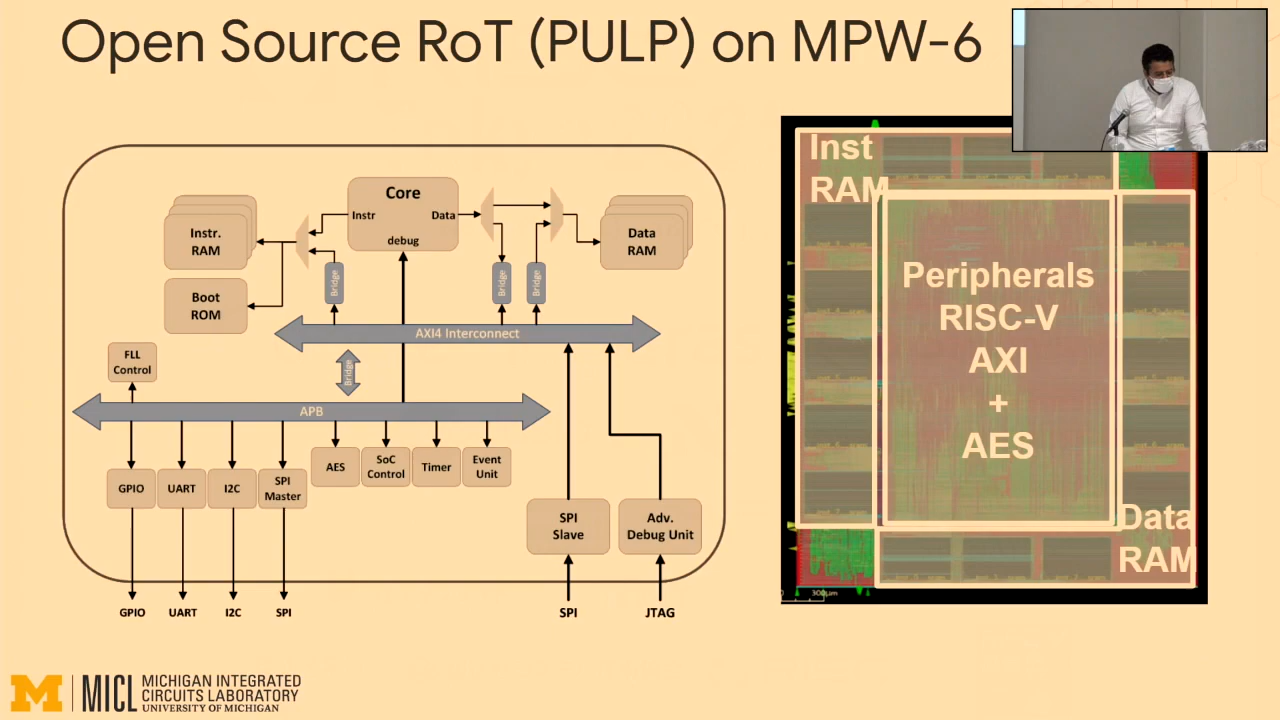 Open Source RoT (PULP) on MPW-6
Core
Instr
Data
debug
Instr.
RAM
Data
RAM
Boot
ROM
Bridge
Bridge
Bridge
AXI4 Interconnect
FLL
Control
Bridge
APB
GPIO
UART
I2C
SPI
Master
AES
SoC
Control
Timer
Event
Unit
SPI
Slave
Adv.
Debug Unit
GPIO
UART
I2C
SPI
SPI
JTAG
Inst
RAM
Peripherals
RISC-V
AXI
+
AES
Data
RAM
300μm
M
MICL
MICHIGAN INTEGRATED
CIRCUITS LABORATORY
UNIVERSITY OF MICHIGAN